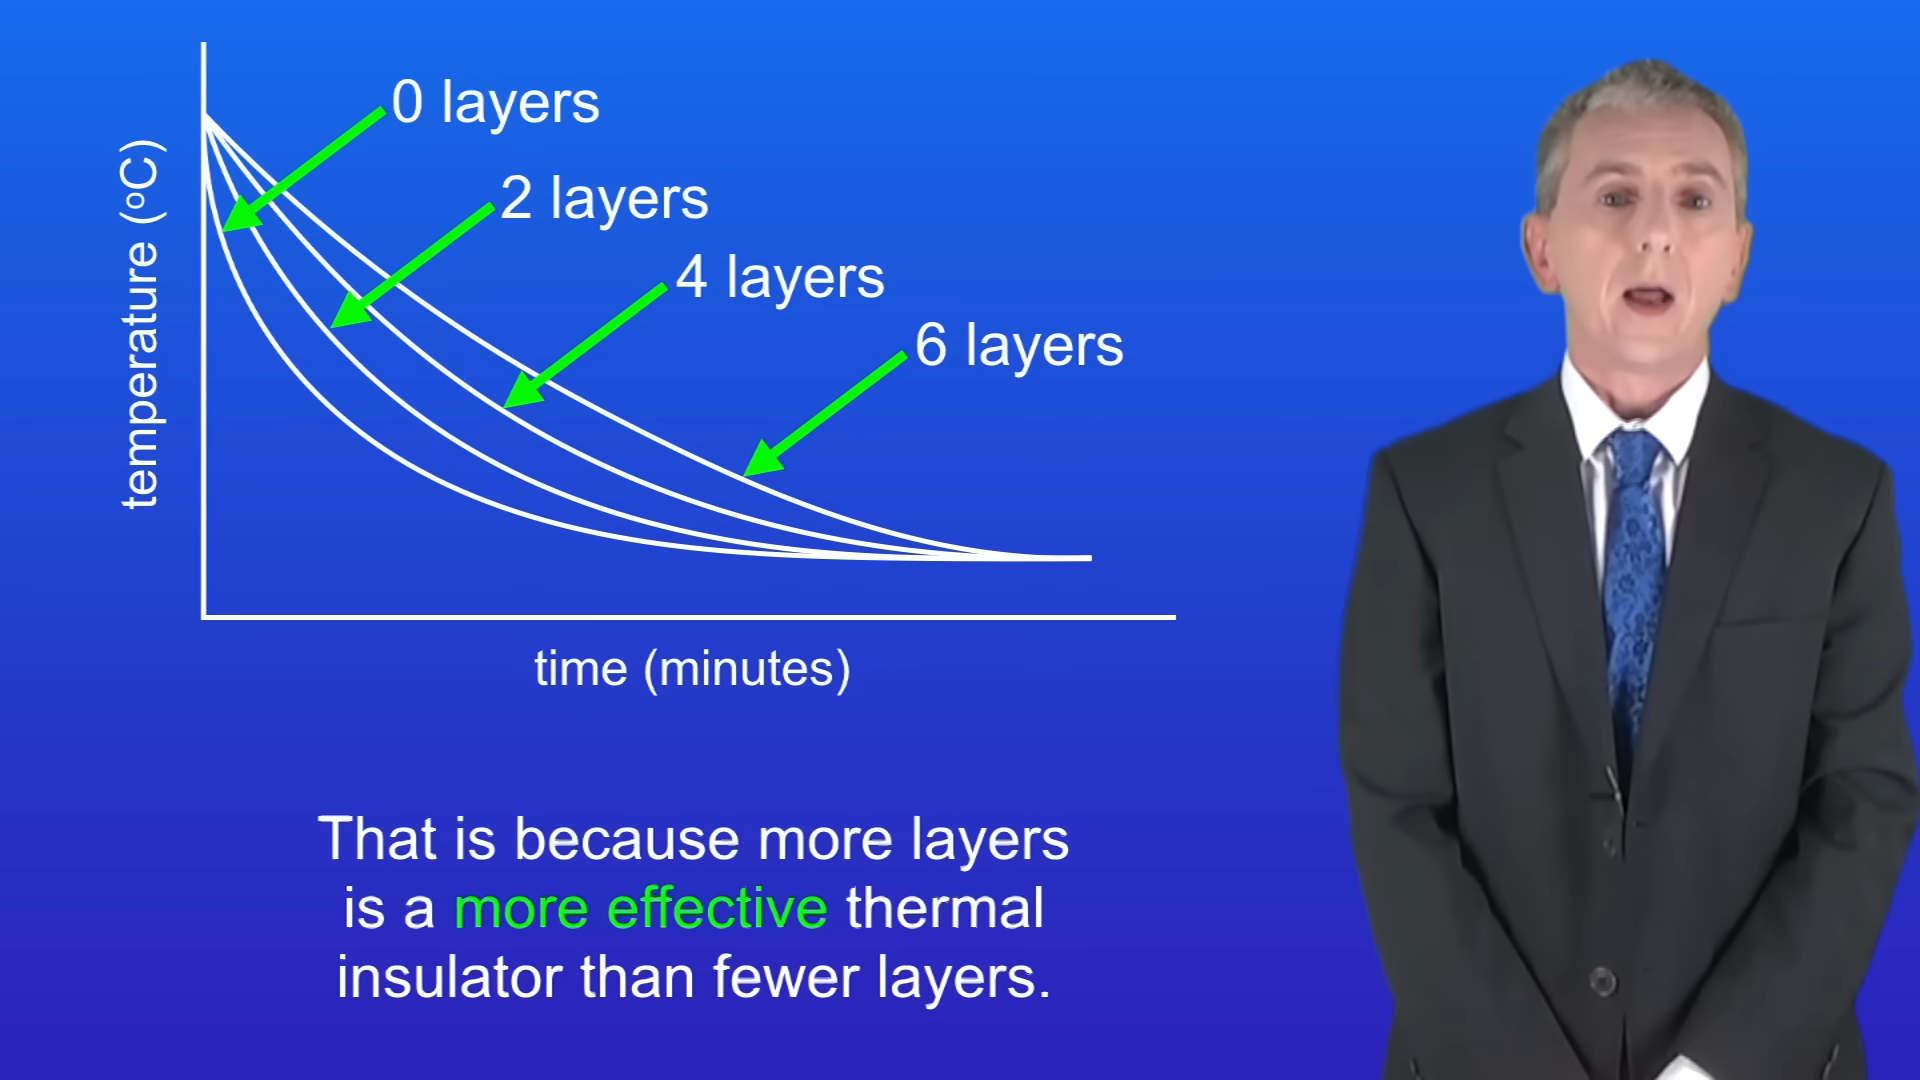 0 layers
2 layers
4 layers
6 layers
temperature (oC)
time (minutes)
That is because more layers
is a more effective thermal
insulator than fewer layers.